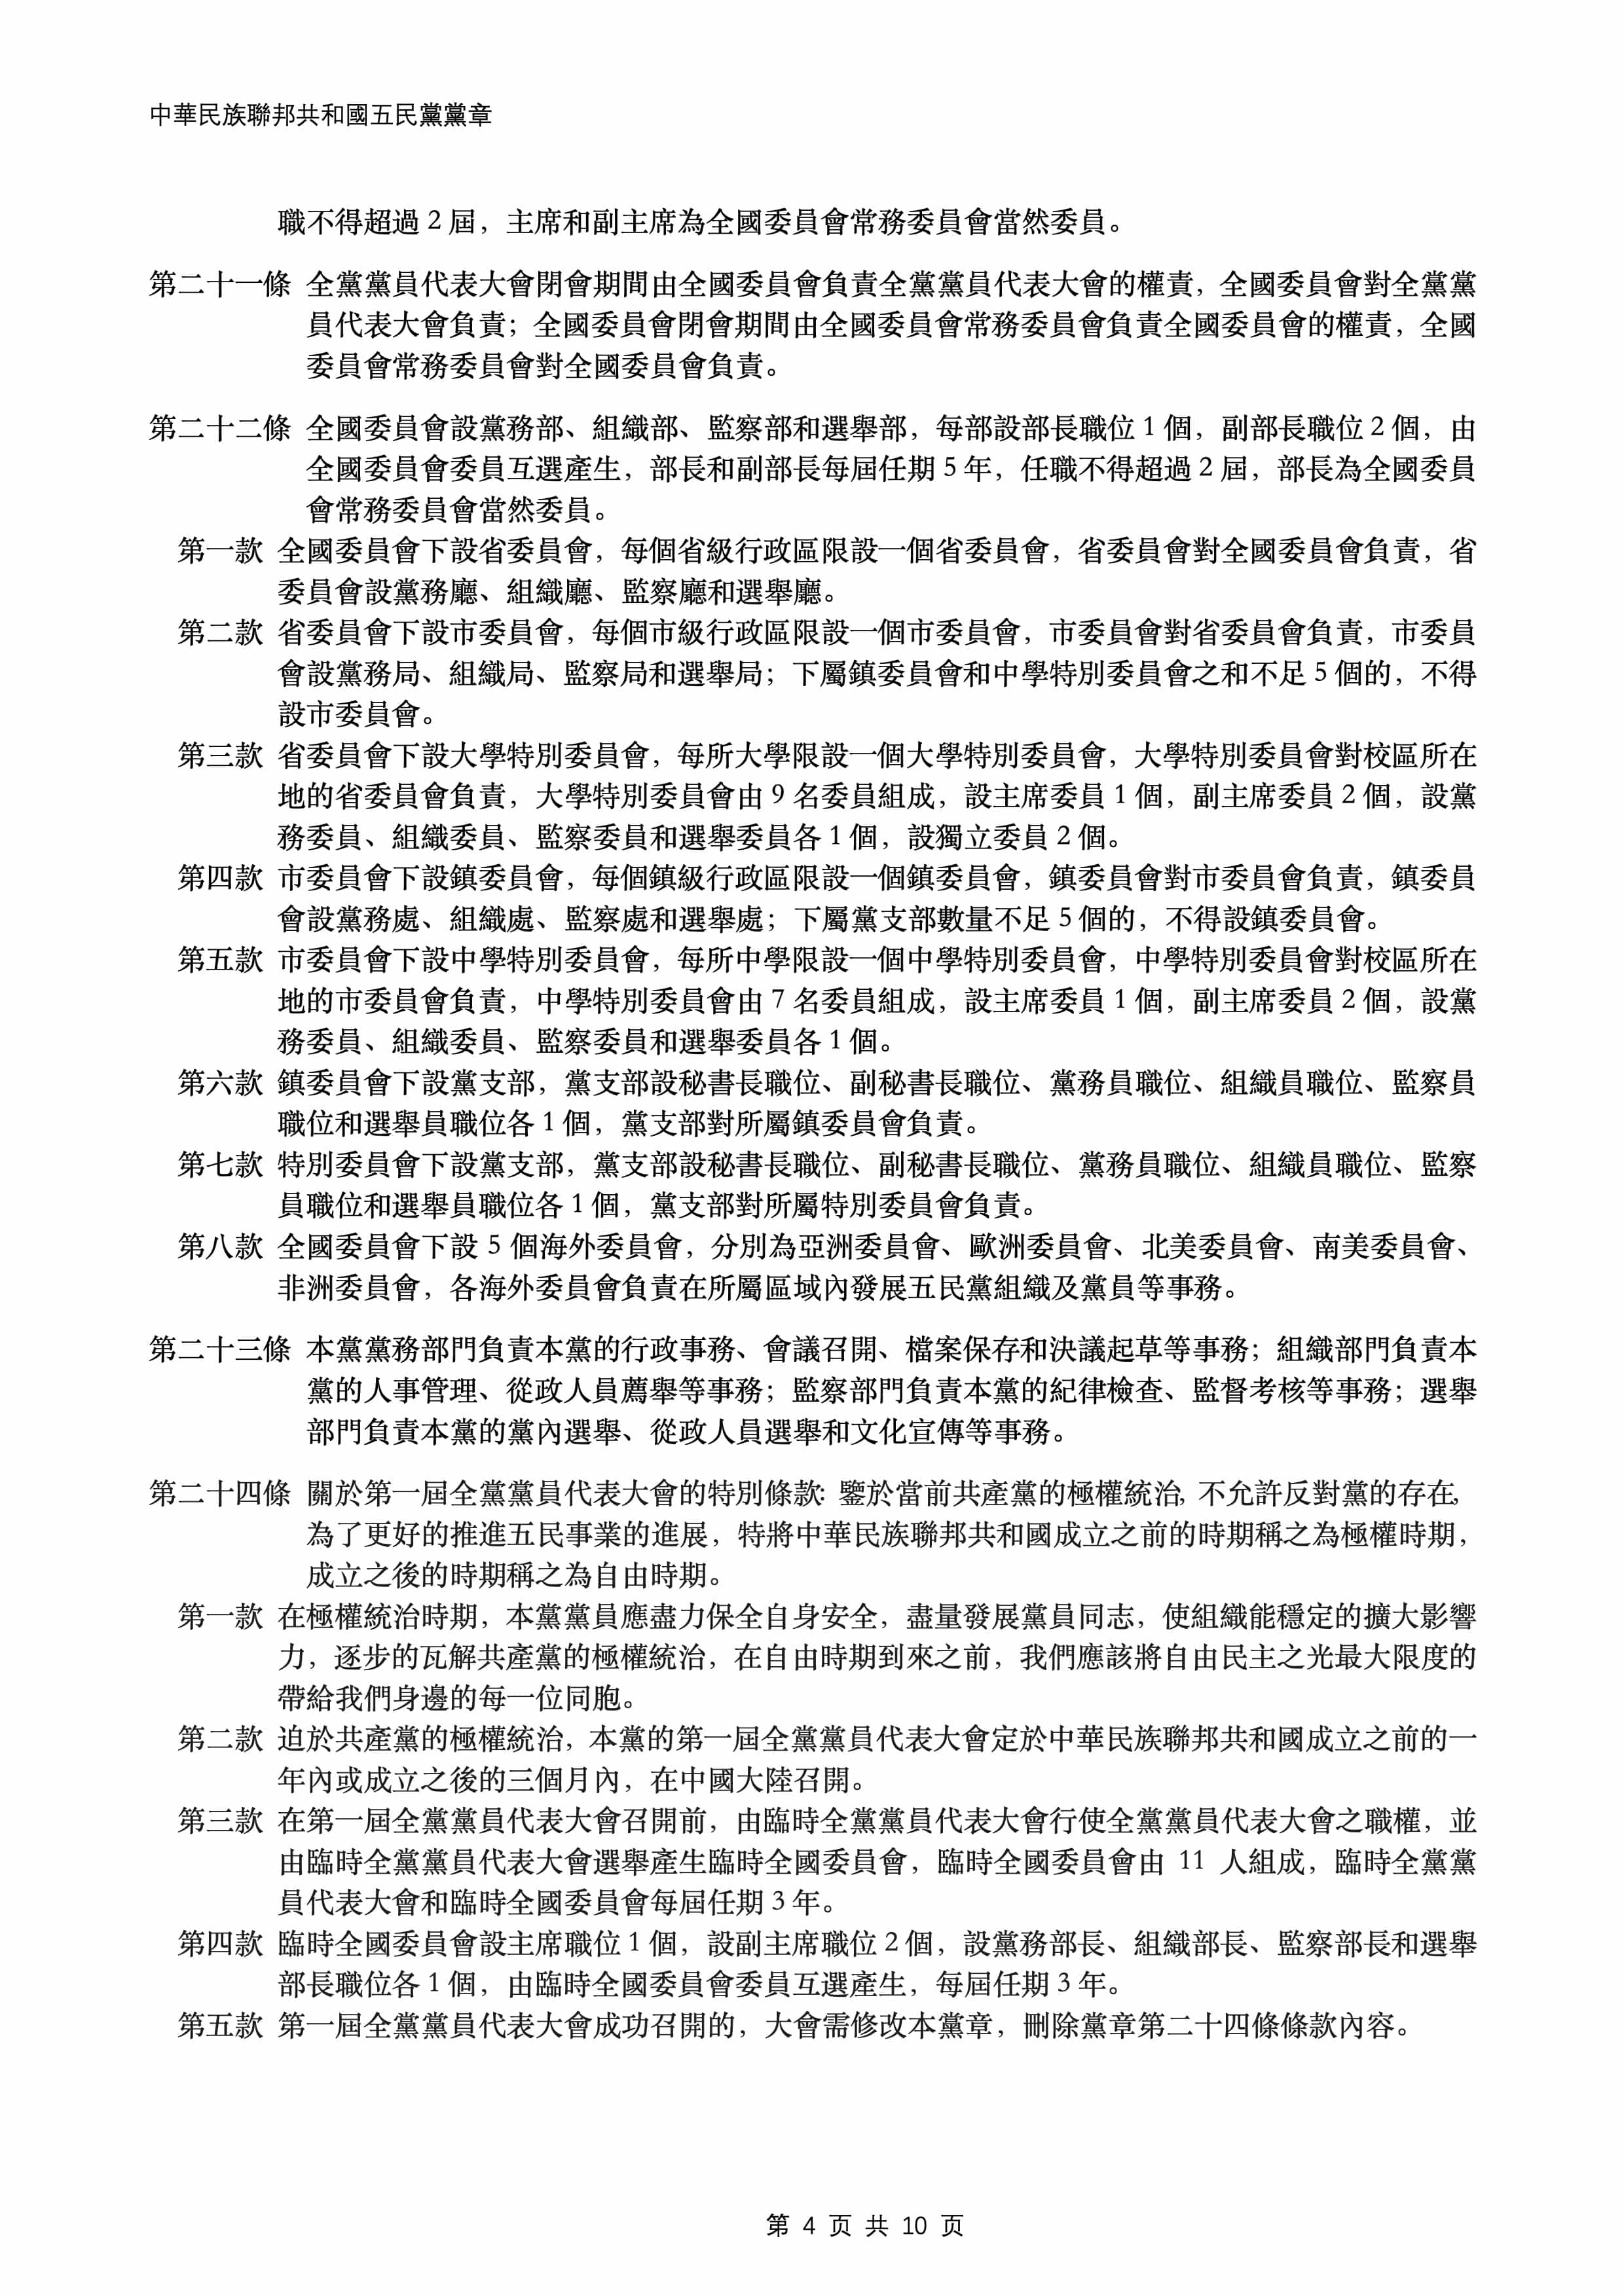 中華民族聯邦共和國五民黨黨章
職不得超過 2 屆，主席和副主席為全國委員會常務委員會當然委員。
第二十一條 全黨黨員代表大會閉會期間由全國委員會負責全黨黨員代表大會的權責，全國委員會對全黨黨
員代表大會負責；全國委員會閉會期間由全國委員會常務委員會負責全國委員會的權責，全國
委員會常務委員會對全國委員會負責。
第二十二條 全國委員會設黨務部、組織部、監察部和選舉部，每部設部長職位 1 個，副部長職位 2 個，由
全國委員會委員互選產生，部長和副部長每屆任期 5 年，任職不得超過 2 屆，部長為全國委員
會常務委員會當然委員。
第一款 全國委員會下設省委員會，每個省級行政區限設一個省委員會，省委員會對全國委員會負責，省
委員會設黨務廳、組織廳、監察廳和選舉廳。
第二款 省委員會下設市委員會，每個市級行政區限設一個市委員會，市委員會對省委員會負責，市委員
會設黨務局、組織局、監察局和選舉局；下屬鎮委員會和中學特別委員會之和不足 5 個的，不得
設市委員會。
第三款 省委員會下設大學特別委員會，每所大學限設一個大學特別委員會，大學特別委員會對校區所在
地的省委員會負責，大學特別委員會由 9 名委員組成，設主席委員 1 個，副主席委員 2 個，設黨
務委員、組織委員、監察委員和選舉委員各 1 個，設獨立委員 2 個。
第四款 市委員會下設鎮委員會，每個鎮級行政區限設一個鎮委員會，鎮委員會對市委員會負責，鎮委員
會設黨務處、組織處、監察處和選舉處；下屬黨支部數量不足 5 個的，不得設鎮委員會。
第五款 市委員會下設中學特別委員會，每所中學限設一個中學特別委員會，中學特別委員會對校區所在
地的市委員會負責，中學特別委員會由 7 名委員組成，設主席委員 1 個，副主席委員 2 個，設黨
務委員、組織委員、監察委員和選舉委員各 1 個。
第六款 鎮委員會下設黨支部，黨支部設秘書長職位、副秘書長職位、黨務員職位、組織員職位、監察員
職位和選舉員職位各 1 個，黨支部對所屬鎮委員會負責。
第七款 特別委員會下設黨支部，黨支部設秘書長職位、副秘書長職位、黨務員職位、組織員職位、監察
員職位和選舉員職位各 1 個，黨支部對所屬特別委員會負責。
第八款 全國委員會下設 5 個海外委員會，分別為亞洲委員會、歐洲委員會、北美委員會、南美委員會、
非洲委員會，各海外委員會負責在所屬區域內發展五民黨組織及黨員等事務。
第二十三條 本黨黨務部門負責本黨的行政事務、會議召開、檔案保存和決議起草等事務；組織部門負責本
黨的人事管理、從政人員薦舉等事務；監察部門負責本黨的紀律檢查、監督考核等事務；選舉
部門負責本黨的黨內選舉、從政人員選舉和文化宣傳等事務。
第二十四條 關於第一屆全黨黨員代表大會的特別條款：鑒於當前共產黨的極權統治，不允許反對黨的存在，
為了更好的推進五民事業的進展，特將中華民族聯邦共和國成立之前的時期稱之為極權時期，
成立之後的時期稱之為自由時期。
第一款 在極權統治時期，本黨黨員應盡力保全自身安全，盡量發展黨員同志，使組織能穩定的擴大影響
力，逐步的瓦解共產黨的極權統治，在自由時期到來之前，我們應該將自由民主之光最大限度的
帶給我們身邊的每一位同胞。
第二款 迫於共產黨的極權統治，本黨的第一屆全黨黨員代表大會定於中華民族聯邦共和國成立之前的一
年內或成立之後的三個月內，在中國大陸召開。
第三款 在第一屆全黨黨員代表大會召開前，由臨時全黨黨員代表大會行使全黨黨員代表大會之職權，並
由臨時全黨黨員代表大會選舉產生臨時全國委員會，臨時全國委員會由 11 人組成，臨時全黨黨
員代表大會和臨時全國委員會每屆任期 3 年。
第四款 臨時全國委員會設主席職位 1 個，設副主席職位 2 個，設黨務部長、組織部長、監察部長和選舉
部長職位各 1 個，由臨時全國委員會委員互選產生，每屆任期 3 年。
第五款 第一屆全黨黨員代表大會成功召開的，大會需修改本黨章，刪除黨章第二十四條條款內容。
第 4 页 共 10 页